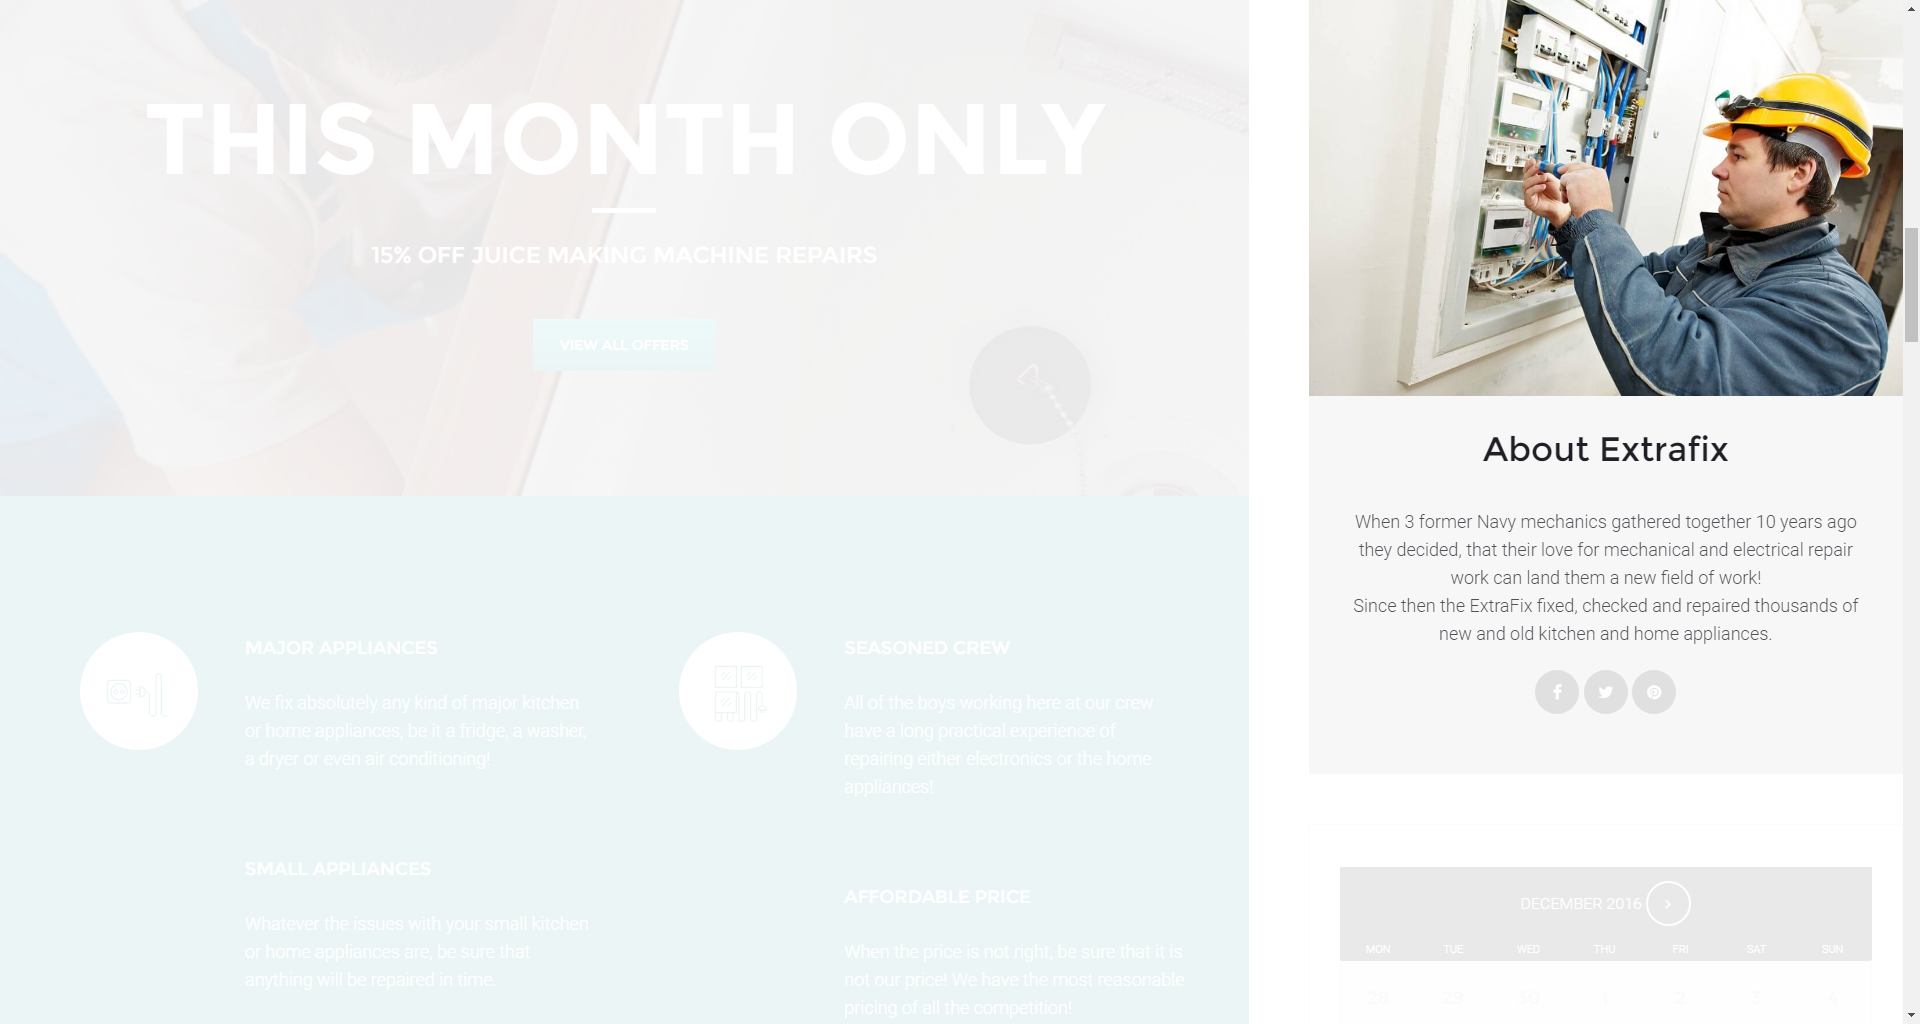 THIS MONTH ONLY
15% OFF JUICE MAKING MACHINE REPAIRS
VIEW ALL OFFERS
MAJOR APPLIANCES
We fix absolutely any kind of major kitchen
or home appliances, be it a fridge, a washer,
a dryer or even air conditioning!
SEASONED CREW
All of the boys working here at our crew
have a long practical experience of
repairing either electronics or the home
appliances!
SMALL APPLIANCES
Whatever the issues with your small kitchen
or home appliances are, be sure that
anything will be repaired in time.
AFFORDABLE PRICE
When the price is not right, be sure that it is
not our price! We have the most reasonable
pricing of all the competition!
About Extrafix
When 3 former Navy mechanics gathered together 10 years ago
they decided, that their love for mechanical and electrical repair
work can land them a new field of work!
Since then the ExtraFix fixed, checked and repaired thousands of
new and old kitchen and home appliances.
DECEMBER 2016
MON TUE WED THU FRI SAT SUN
28 29 30 1 2 3 4